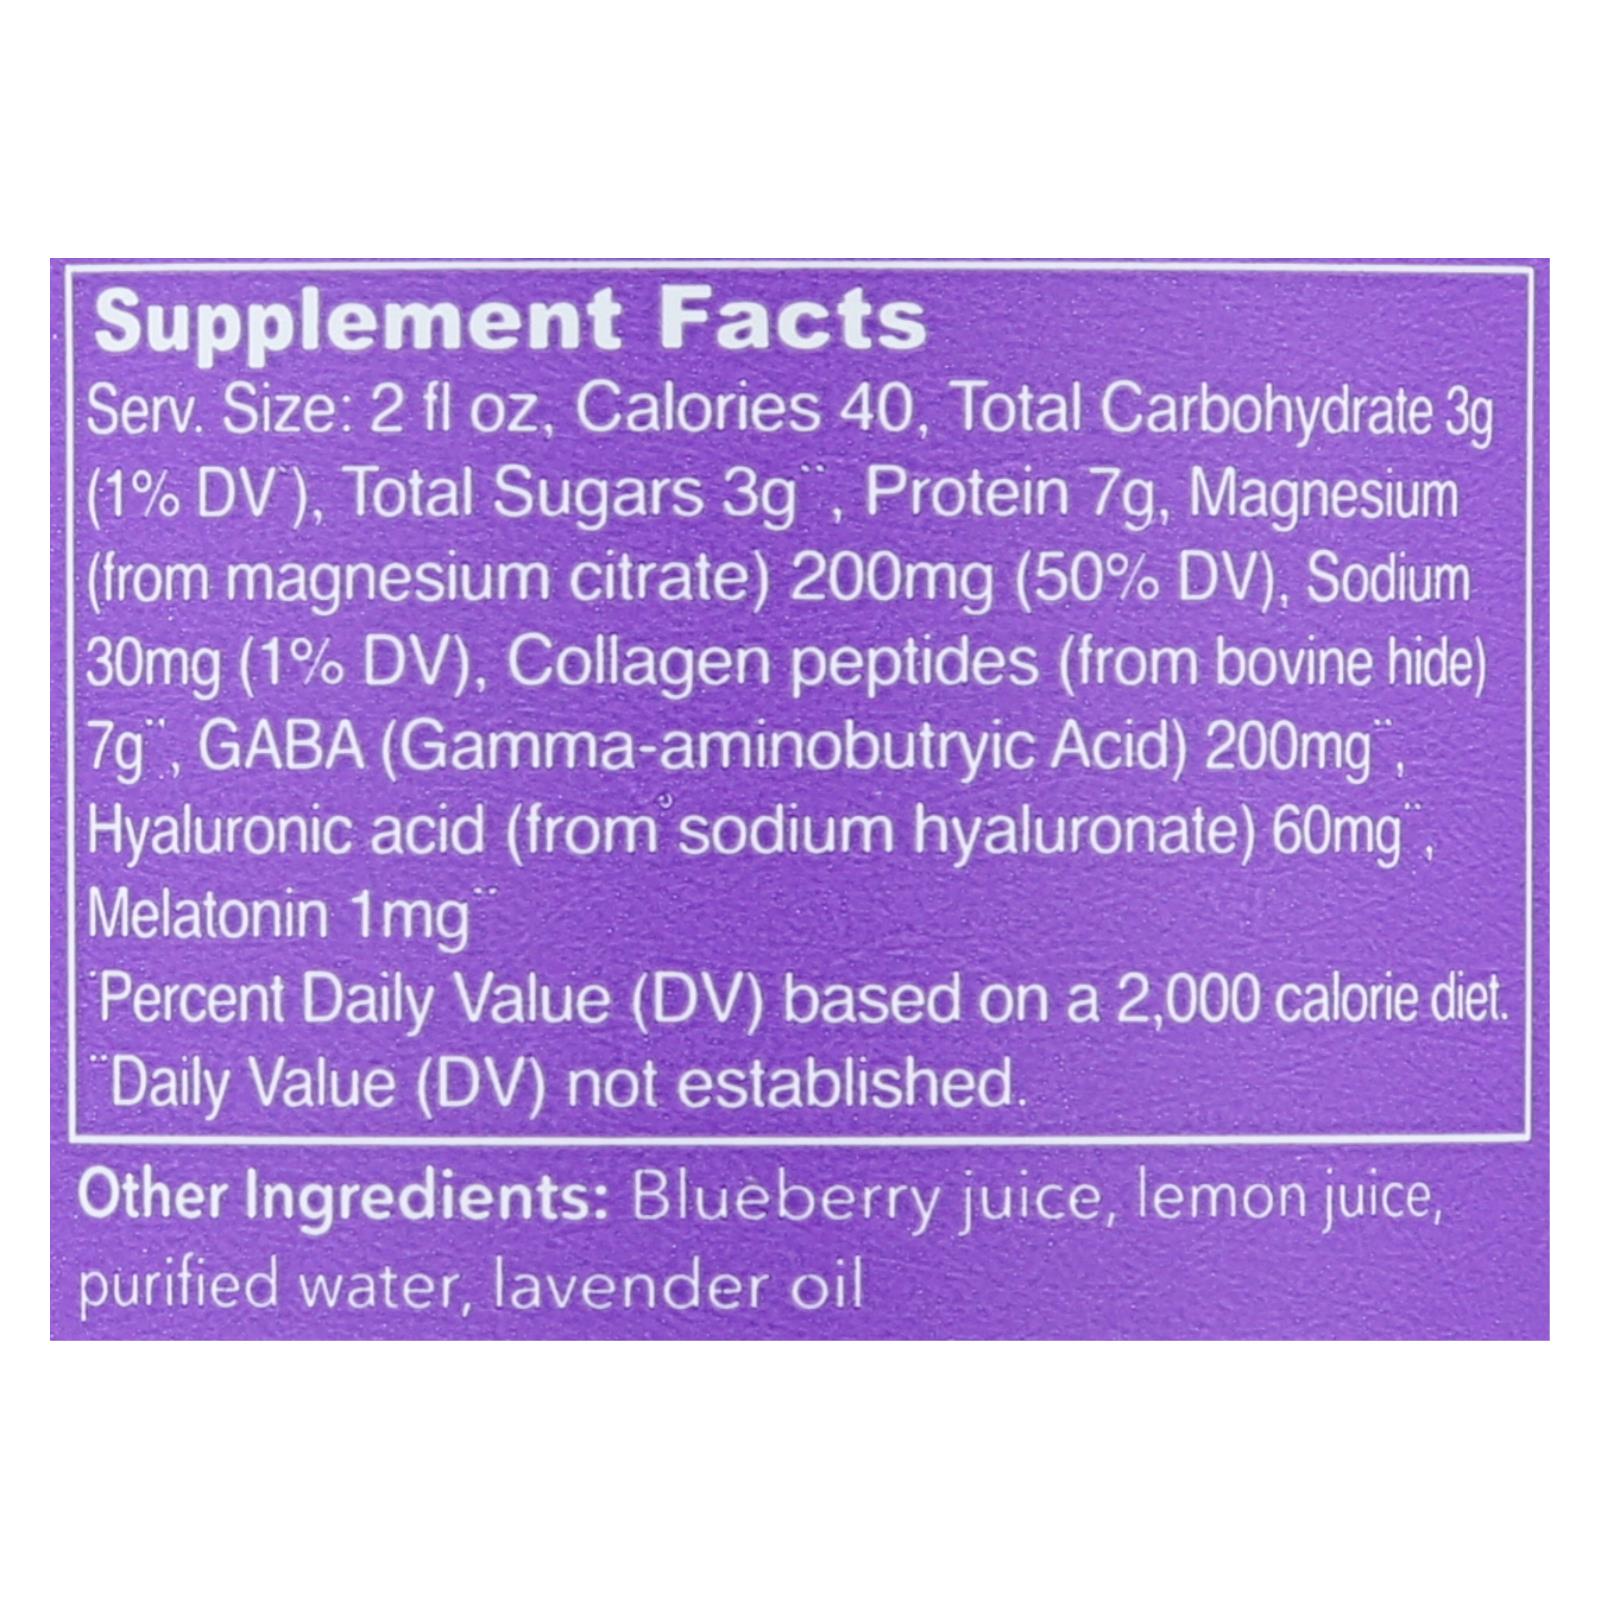 Supplement Facts
Serv. Size: 2 fl oz, Calories 40, Total Carbohydrate 3g
(1% DV*), Total Sugars 3g**, Protein 7g, Magnesium
(from magnesium citrate) 200mg (50% DV), Sodium
30mg (1% DV), Collagen peptides (from bovine hide)
7g**, GABA (Gamma-aminobutryic Acid) 200mg**,
Hyaluronic acid (from sodium hyaluronate) 60mg**,
Melatonin 1mg**
*Percent Daily Value (DV) based on a 2,000 calorie diet.
**Daily Value (DV) not established.
Other Ingredients: Blueberry juice, lemon juice,
purified water, lavender oil